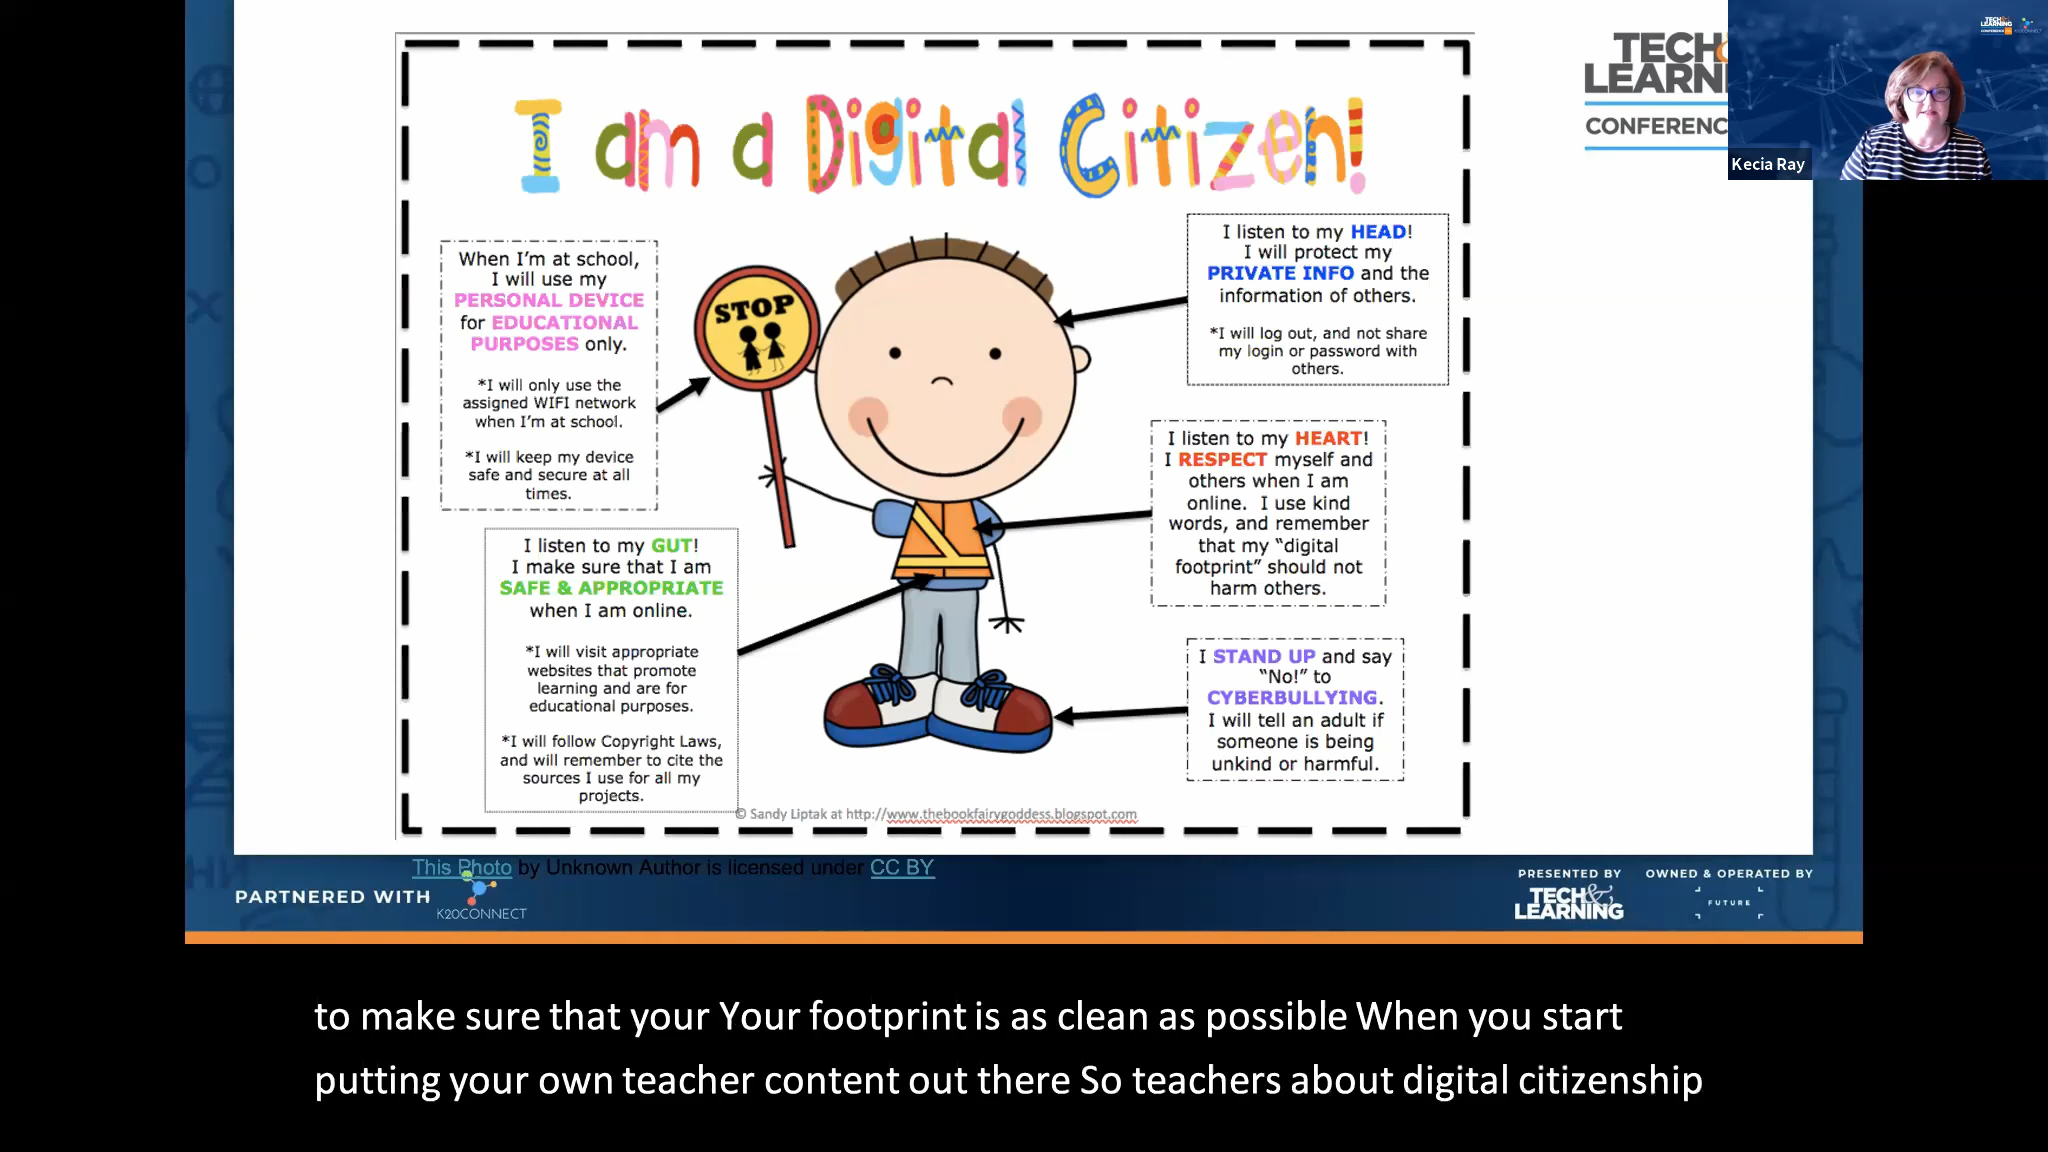 I am a Digital Citizen!
When I'm at school,
I will use my
PERSONAL DEVICE
for EDUCATIONAL
PURPOSES only.
*I will only use the
assigned WIFI network
when I'm at school.
*I will keep my device
safe and secure at all
times.
STOP
I listen to my HEAD!
I will protect my
PRIVATE INFO and the
information of others.
*I will log out, and not share
my login or password with
others.
I listen to my HEART!
I RESPECT myself and
others when I am
online. I use kind
words, and remember
that my "digital
footprint" should not
harm others.
I listen to my GUT!
I make sure that I am
SAFE & APPROPRIATE
when I am online.
*I will visit appropriate
websites that promote
learning and are for
educational purposes.
*I will follow Copyright Laws,
and will remember to cite the
sources I use for all my
projects.
I STAND UP and say
"No!" to
CYBERBULLYING.
I will tell an adult if
someone is being
unkind or harmful.
© Sandy Liptak at http://www.thebookfairygoddess.blogspot.com
TECH&
LEARNI
CONFERENC
TECH&
LEARNING
CONFERENCE
K20CONNECT
Kecia Ray
This Photo by Unknown Author is licensed under CC BY
PARTNERED WITH
K20CONNECT
PRESENTED BY
TECH&
LEARNING
OWNED & OPERATED BY
FUTURE
to make sure that your Your footprint is as clean as possible When you start
putting your own teacher content out there So teachers about digital citizenship